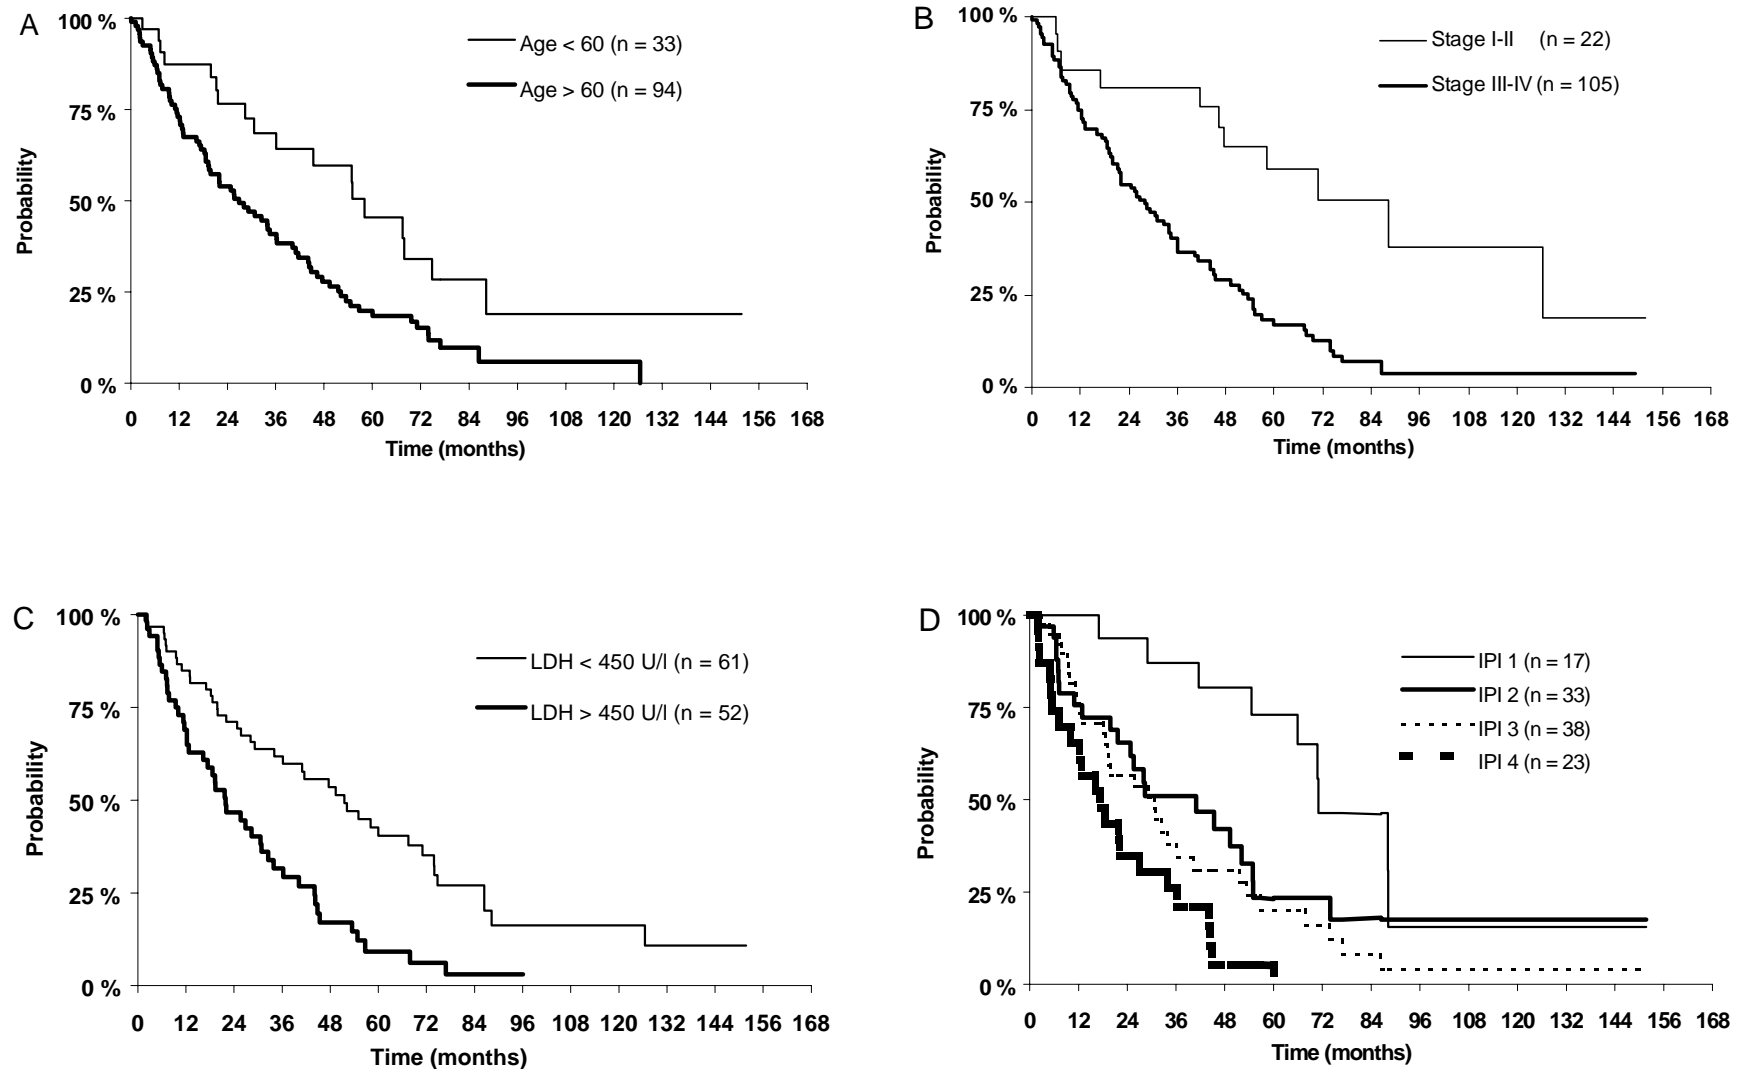 A
100 %
75 %
50 %
25 %
0 %
Probability
Age < 60 (n = 33)
Age > 60 (n = 94)
0 12 24 36 48 60 72 84 96 108 120 132 144 156 168
Time (months)
B
100 %
75 %
50 %
25 %
0 %
Probability
Stage I-II (n = 22)
Stage III-IV (n = 105)
0 12 24 36 48 60 72 84 96 108 120 132 144 156 168
Time (months)
C
100 %
75 %
50 %
25 %
0 %
Probability
LDH < 450 U/l (n = 61)
LDH > 450 U/l (n = 52)
0 12 24 36 48 60 72 84 96 108 120 132 144 156 168
Time (months)
D
100 %
75 %
50 %
25 %
0 %
Probability
IPI 1 (n = 17)
IPI 2 (n = 33)
IPI 3 (n = 38)
IPI 4 (n = 23)
0 12 24 36 48 60 72 84 96 108 120 132 144 156 168
Time (months)